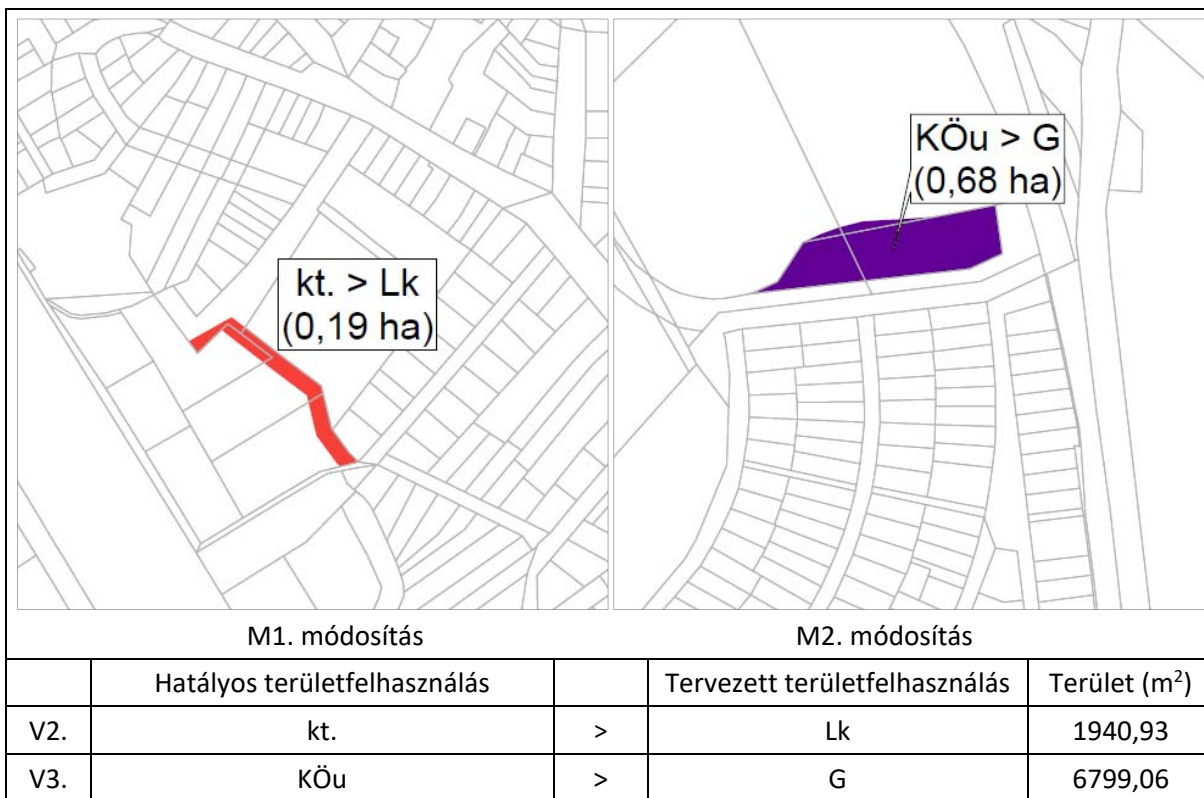 kt. > Lk
(0,19 ha)
KÖu > G
(0,68 ha)
M1. módosítás M2. módosítás
Hatályos területfelhasználás Tervezett területfelhasználás Terület (m²)
V2. kt. > Lk 1940,93
V3. KÖu > G 6799,06